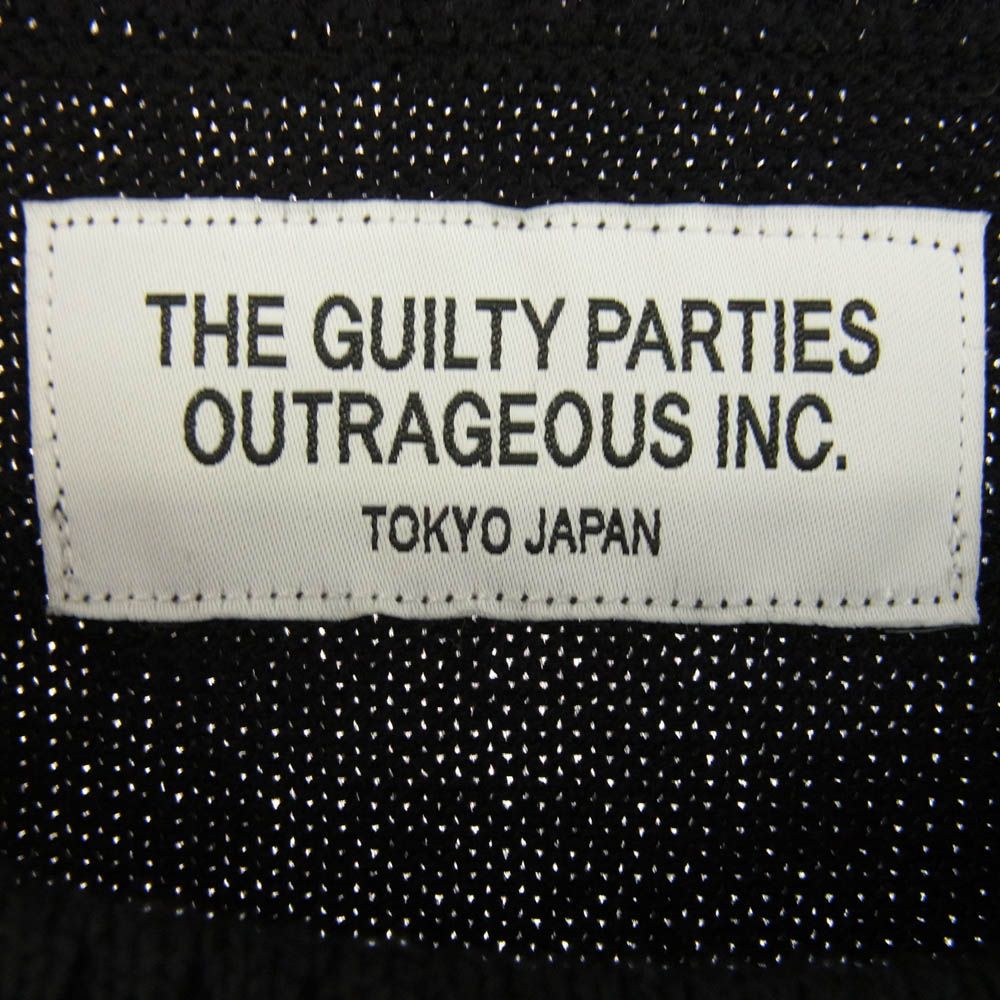 THE GUILTY PARTIES
OUTRAGEOUS INC.
TOKYO JAPAN